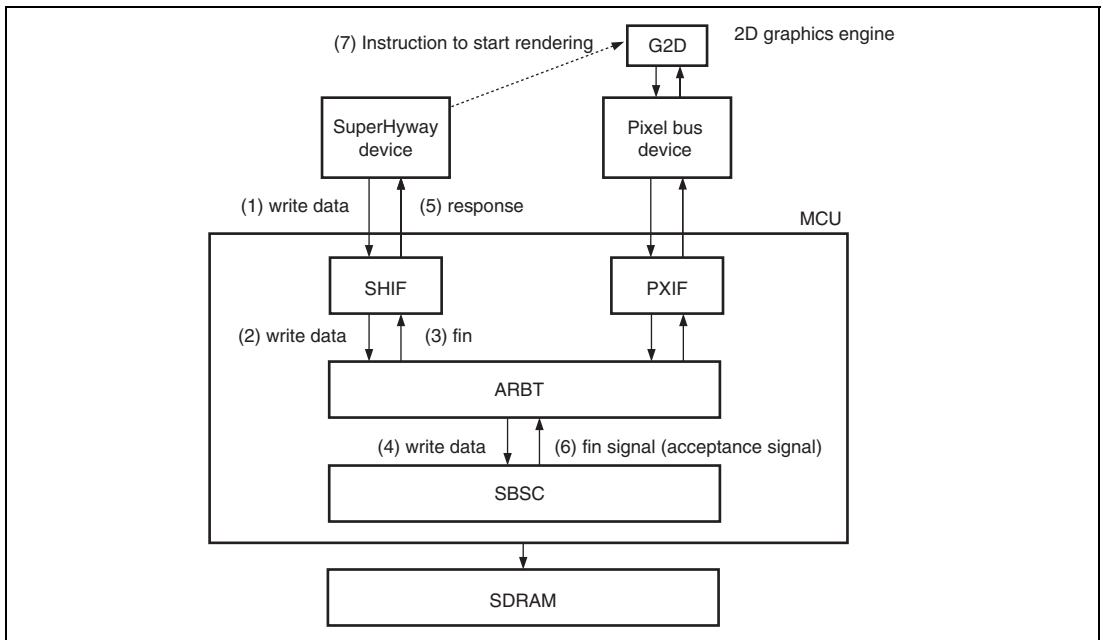 (7) Instruction to start rendering
G2D
2D graphics engine
SuperHyway
device
Pixel bus
device
(1) write data
(5) response
MCU
SHIF
PXIF
(2) write data
(3) fin
ARBT
(4) write data
(6) fin signal (acceptance signal)
SBSC
SDRAM